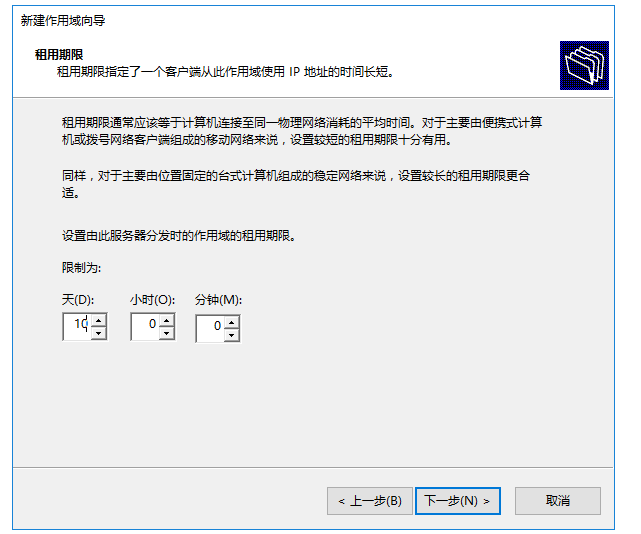 新建作用域向导
租用期限
租用期限指定了一个客户端从此作用域使用 IP 地址的时间长短。
租用期限通常应该等于计算机连接至同一物理网络消耗的平均时间。对于主要由便携式计算
机或拨号网络客户端组成的移动网络来说，设置较短的租用期限十分有用。
同样，对于主要由位置固定的台式计算机组成的稳定网络来说，设置较长的租用期限更合
适。
设置由此服务器分发时的作用域的租用期限。
限制为:
天(D): 小时(O): 分钟(M):
10 0 0
< 上一步(B) 下一步(N) > 取消